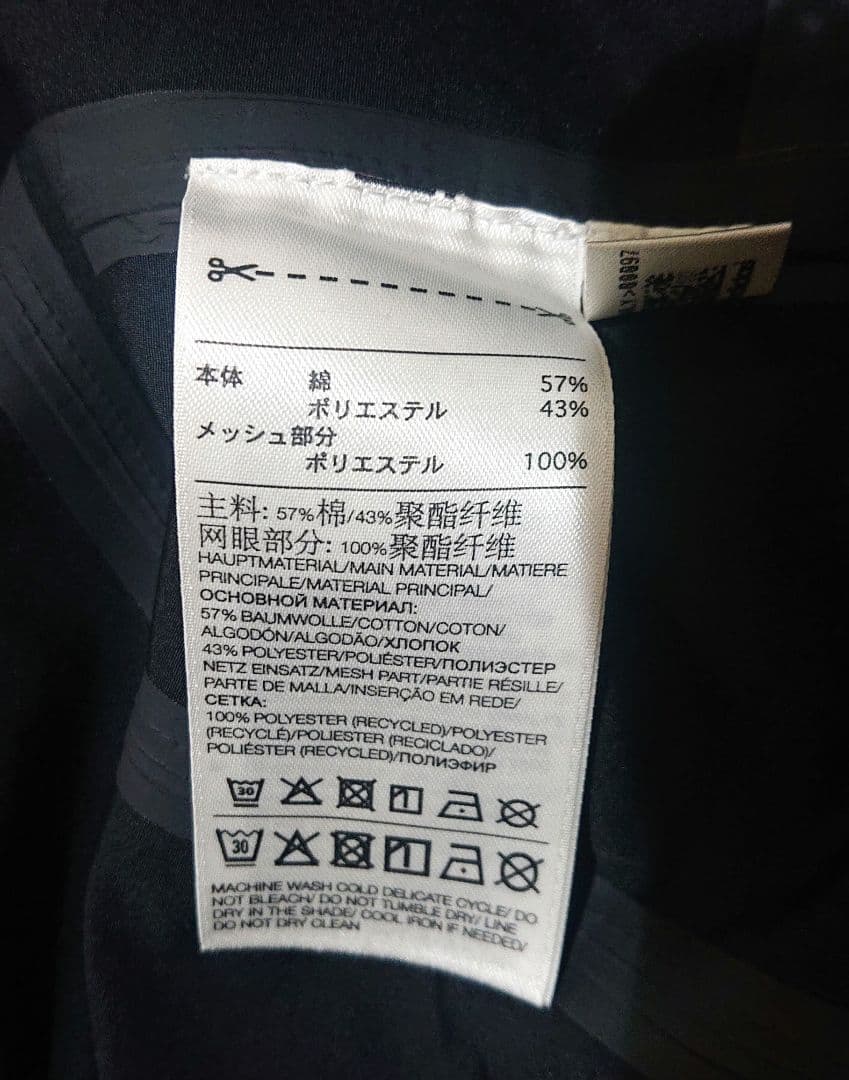 本体 綿 57%
ポリエステル 43%
メッシュ部分
ポリエステル 100%
主料: 57%棉/43%聚酯纤维
网眼部分: 100%聚酯纤维
HAUPTMATERIAL/MAIN MATERIAL/MATIERE
PRINCIPALE/MATERIAL PRINCIPAL/
ОСНОВНОЙ МАТЕРИАЛ:
57% BAUMWOLLE/COTTON/COTON/
ALGODÓN/ALGODÃO/ХЛОПОК
43% POLYESTER/POLIÉSTER/ПОЛИЭСТЕР
NETZ EINSATZ/MESH PART/PARTIE RÉSILLE/
PARTE DE MALLA/INSERÇÃO EM REDE/
СЕТКА:
100% POLYESTER (RECYCLED)/POLYESTER
(RECYCLÉ)/POLIESTER (RECICLADO)/
POLIÉSTER (RECYCLED)/ПОЛИЭФИР
30
30
MACHINE WASH COLD DELICATE CYCLE/ DO
NOT BLEACH/ DO NOT TUMBLE DRY/ LINE
DRY IN THE SHADE/ COOL IRON IF NEEDED/
DO NOT DRY CLEAN